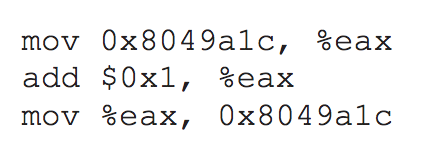 mov 0x8049a1c, %eax
add $0x1, %eax
mov %eax, 0x8049a1c